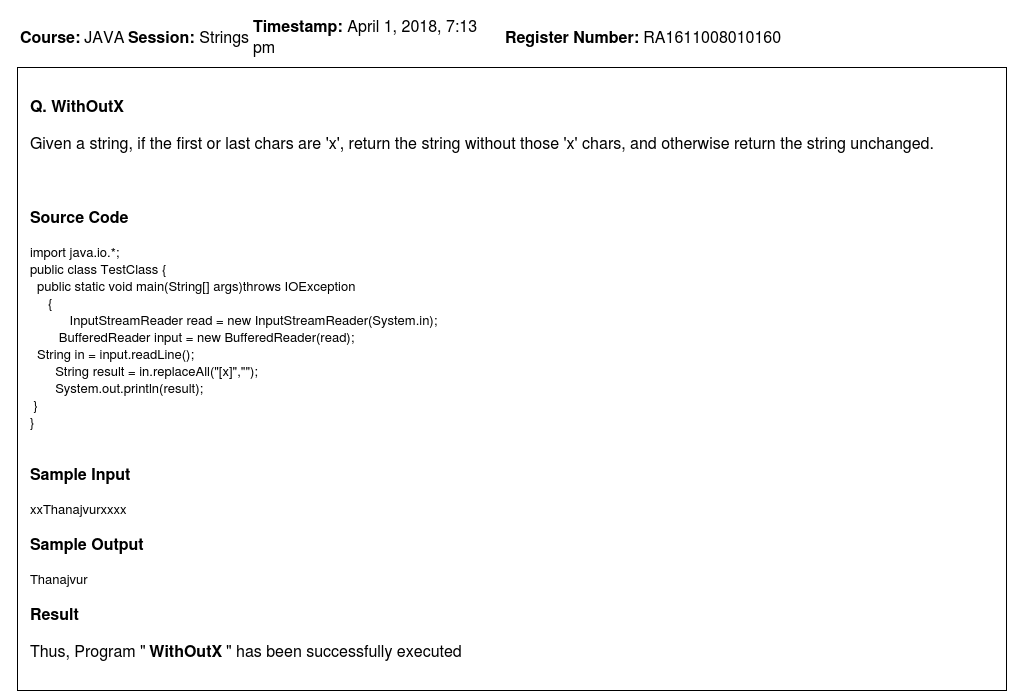 Course: JAVA Session: Strings Timestamp: April 1, 2018, 7:13 pm Register Number: RA1611008010160
Q. WithOutX
Given a string, if the first or last chars are 'x', return the string without those 'x' chars, and otherwise return the string unchanged.
Source Code
import java.io.*;
public class TestClass {
public static void main(String[] args)throws IOException
{
InputStreamReader read = new InputStreamReader(System.in);
BufferedReader input = new BufferedReader(read);
String in = input.readLine();
String result = in.replaceAll("[x]","");
System.out.println(result);
}
}
Sample Input
xxThanajvurxxxx
Sample Output
Thanajvur
Result
Thus, Program " WithOutX " has been successfully executed